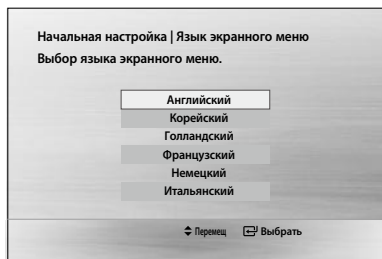 Начальная настройка | Язык экранного меню
Выбор языка экранного меню.
Английский
Корейский
Голландский
Французский
Немецкий
Итальянский
Перемещ Выбрать